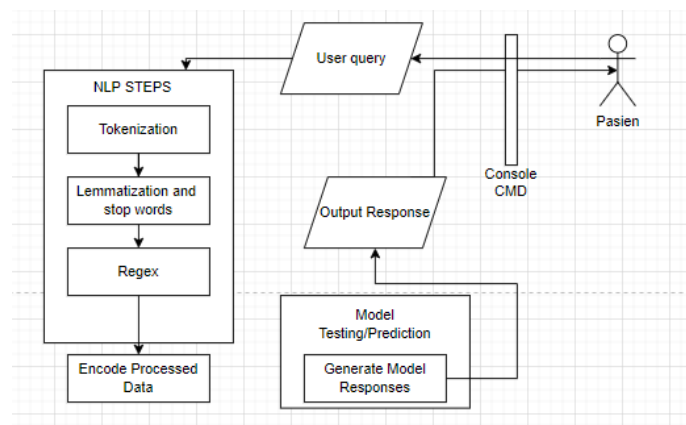 User query
Pasien
Console
CMD
NLP STEPS
Tokenization
Lemmatization and
stop words
Regex
Encode Processed
Data
Output Response
Model
Testing/Prediction
Generate Model
Responses